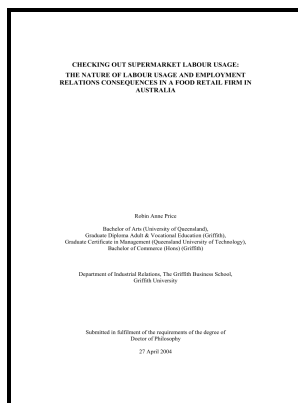 CHECKING OUT SUPERMARKET LABOUR USAGE:
THE NATURE OF LABOUR USAGE AND EMPLOYMENT
RELATIONS CONSEQUENCES IN A FOOD RETAIL FIRM IN
AUSTRALIA
Robin Anne Price
Bachelor of Arts (University of Queensland),
Graduate Diploma Adult & Vocational Education (Griffith),
Graduate Certificate in Management (Queensland University of Technology),
Bachelor of Commerce (Hons) (Griffith)
Department of Industrial Relations, The Griffith Business School,
Griffith University
Submitted in fulfilment of the requirements of the degree of
Doctor of Philosophy
27 April 2004